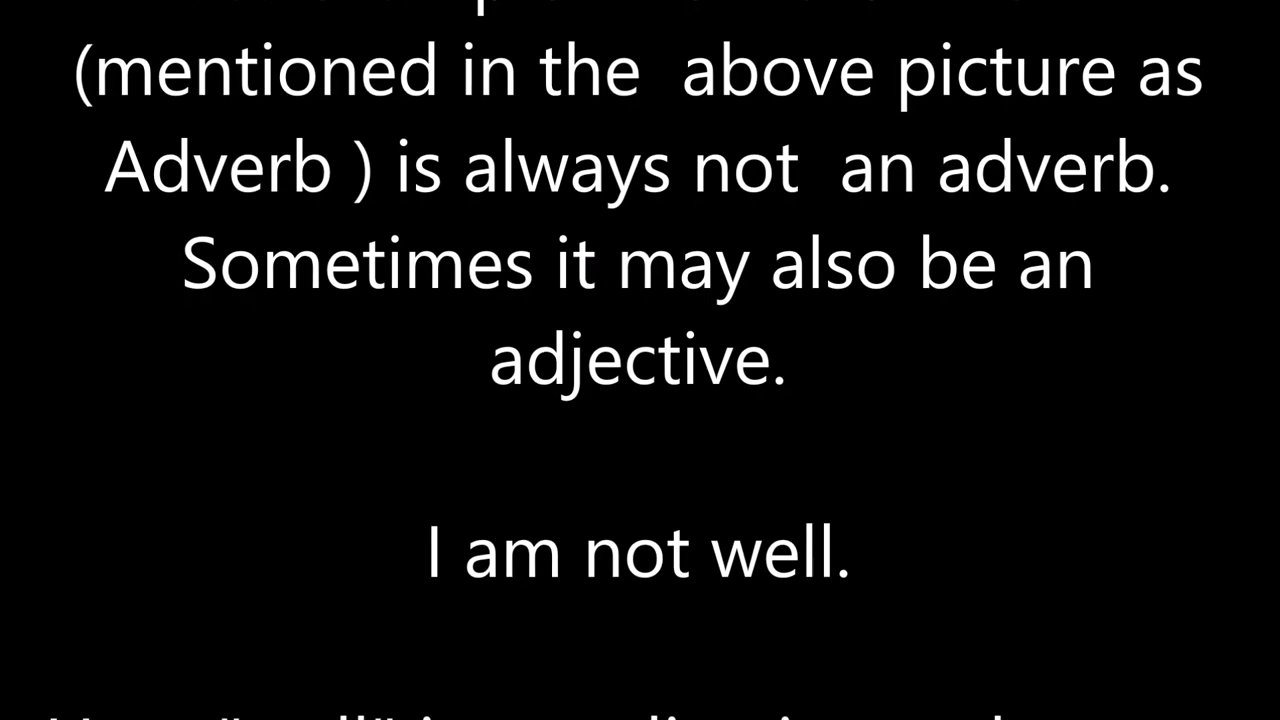 (mentioned in the above picture as
Adverb ) is always not an adverb.
Sometimes it may also be an
adjective.
I am not well.